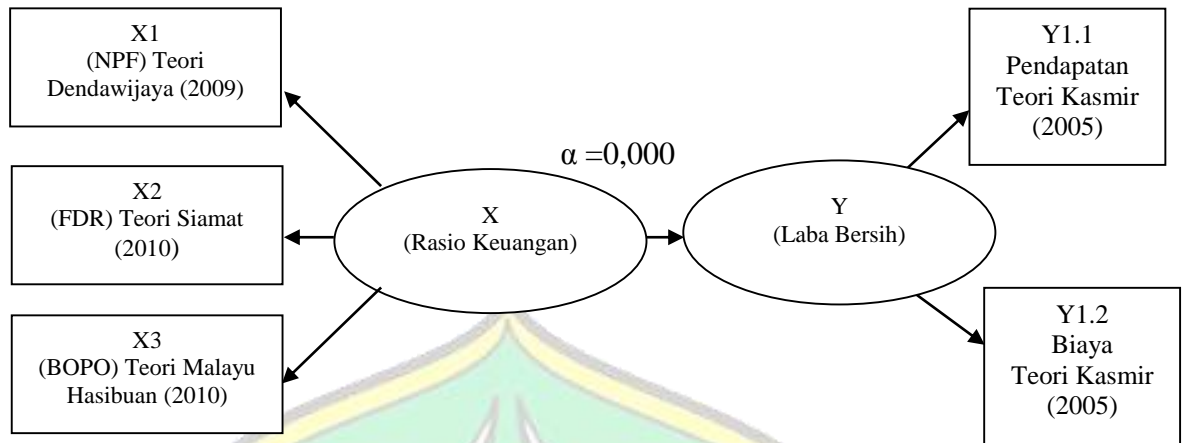 X1
(NPF) Teori
Dendawijaya (2009)
X2
(FDR) Teori Siamat
(2010)
X3
(BOPO) Teori Malayu
Hasibuan (2010)
X
(Rasio Keuangan)
α =0,000
Y
(Laba Bersih)
Y1.1
Pendapatan
Teori Kasmir
(2005)
Y1.2
Biaya
Teori Kasmir
(2005)